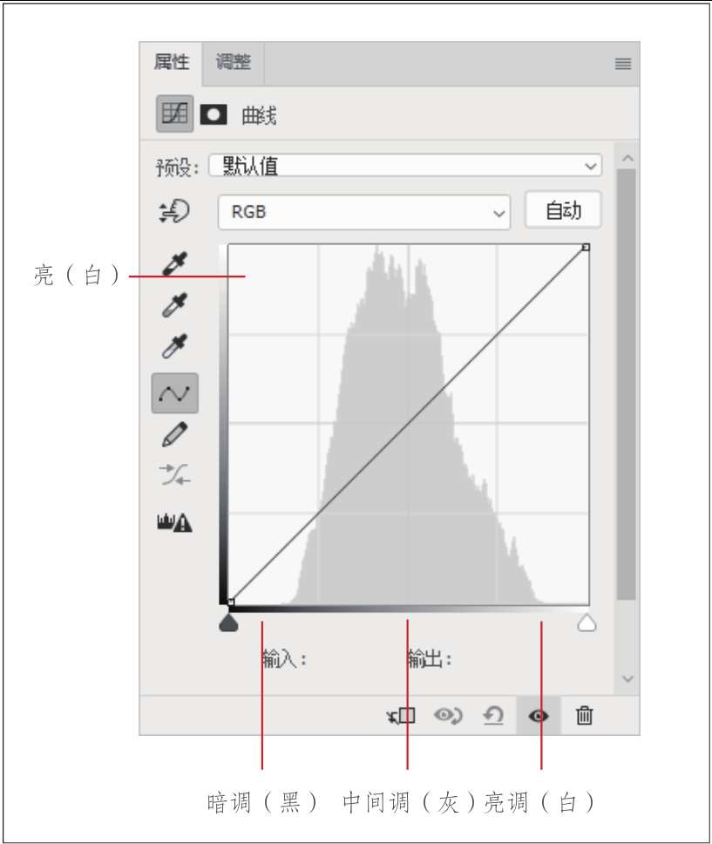 属性 调整
曲线
预设： 默认值
RGB 自动
亮（白）
输入： 输出：
暗调（黑） 中间调（灰） 亮调（白）